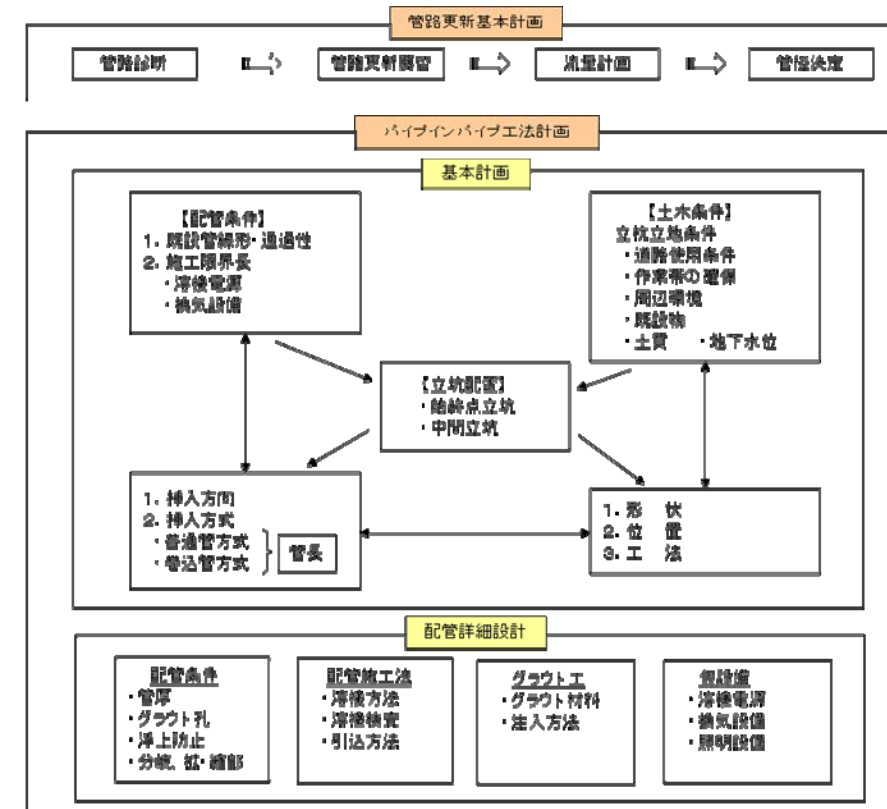 管路更新基本計画
管路診断
管路更新調査
流量計画
管径決定
パイプインパイプ工法計画
基本計画
【配管条件】
1. 既設管線形・通過性
2. 施工限界長
・溶接電源
・換気設備
【土木条件】
立杭立地条件
・道路使用条件
・作業帯の確保
・周辺環境
・既設物
・土質 ・地下水位
【立坑配置】
・始終点立坑
・中間立坑
1. 挿入方向
2. 挿入方式
・普通管方式
・巻込管方式
管長
1. 形 状
2. 位 置
3. 工 法
配管詳細設計
配管条件
・管厚
・グラウト孔
・浮上防止
・分岐、拡・縮部
配管施工法
・溶接方法
・溶接検査
・引込方法
グラウト工
・グラウト材料
・注入方法
仮設備
・溶接電源
・換気設備
・照明設備